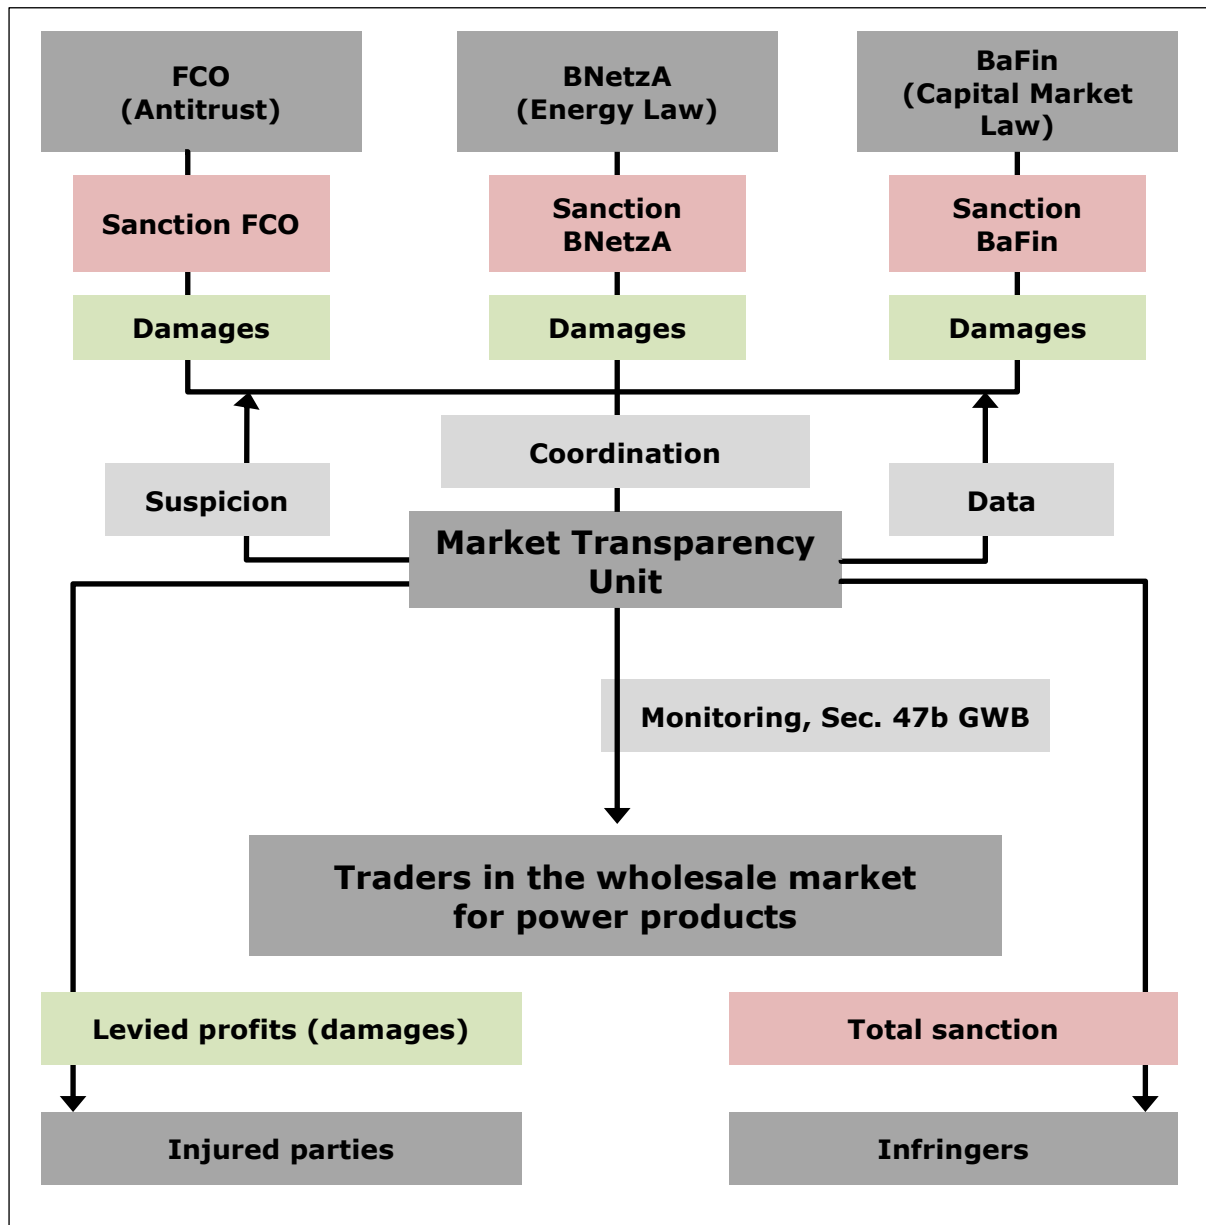 FCO
(Antitrust)
BNetzA
(Energy Law)
BaFin
(Capital Market
Law)
Sanction FCO
Sanction
BNetzA
Sanction
BaFin
Damages
Damages
Damages
Coordination
Suspicion
Data
Market Transparency
Unit
Monitoring, Sec. 47b GWB
Traders in the wholesale market
for power products
Levied profits (damages)
Total sanction
Injured parties
Infringers